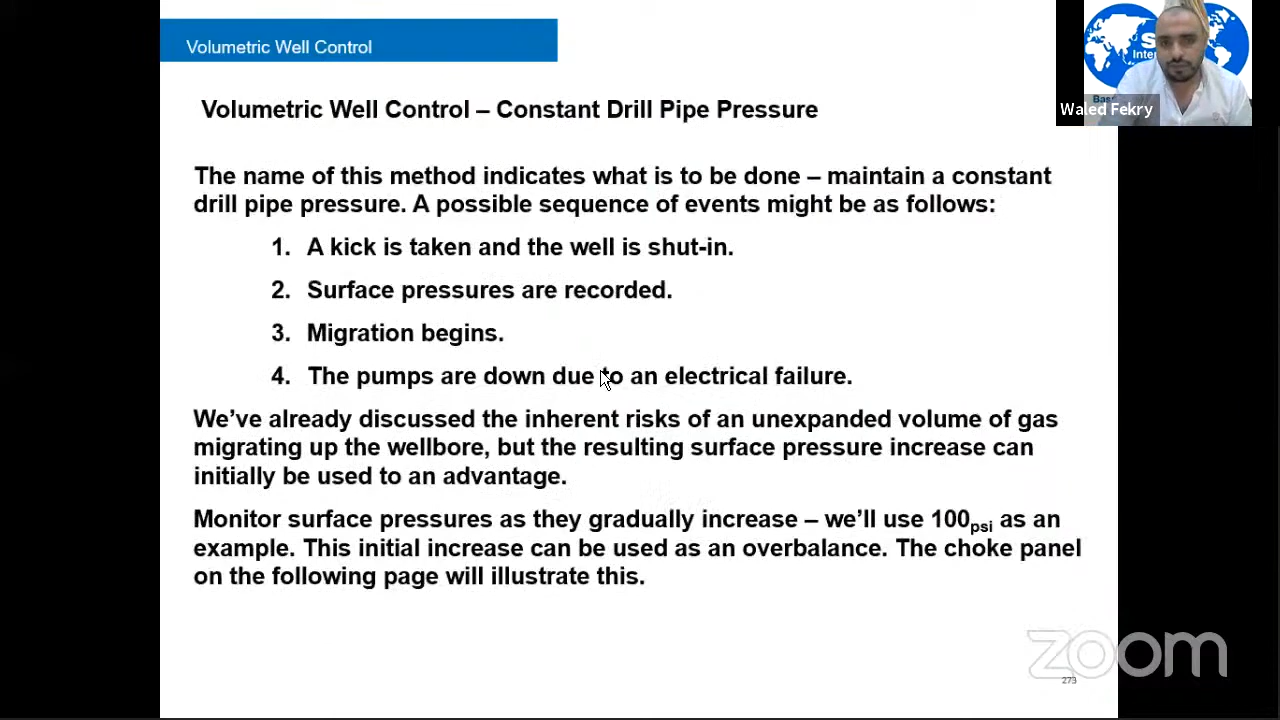 Volumetric Well Control
Waled Fekry
Volumetric Well Control – Constant Drill Pipe Pressure
The name of this method indicates what is to be done – maintain a constant
drill pipe pressure. A possible sequence of events might be as follows:
1. A kick is taken and the well is shut-in.
2. Surface pressures are recorded.
3. Migration begins.
4. The pumps are down due to an electrical failure.
We’ve already discussed the inherent risks of an unexpanded volume of gas
migrating up the wellbore, but the resulting surface pressure increase can
initially be used to an advantage.
Monitor surface pressures as they gradually increase – we’ll use 100psi as an
example. This initial increase can be used as an overbalance. The choke panel
on the following page will illustrate this.
zoom
273